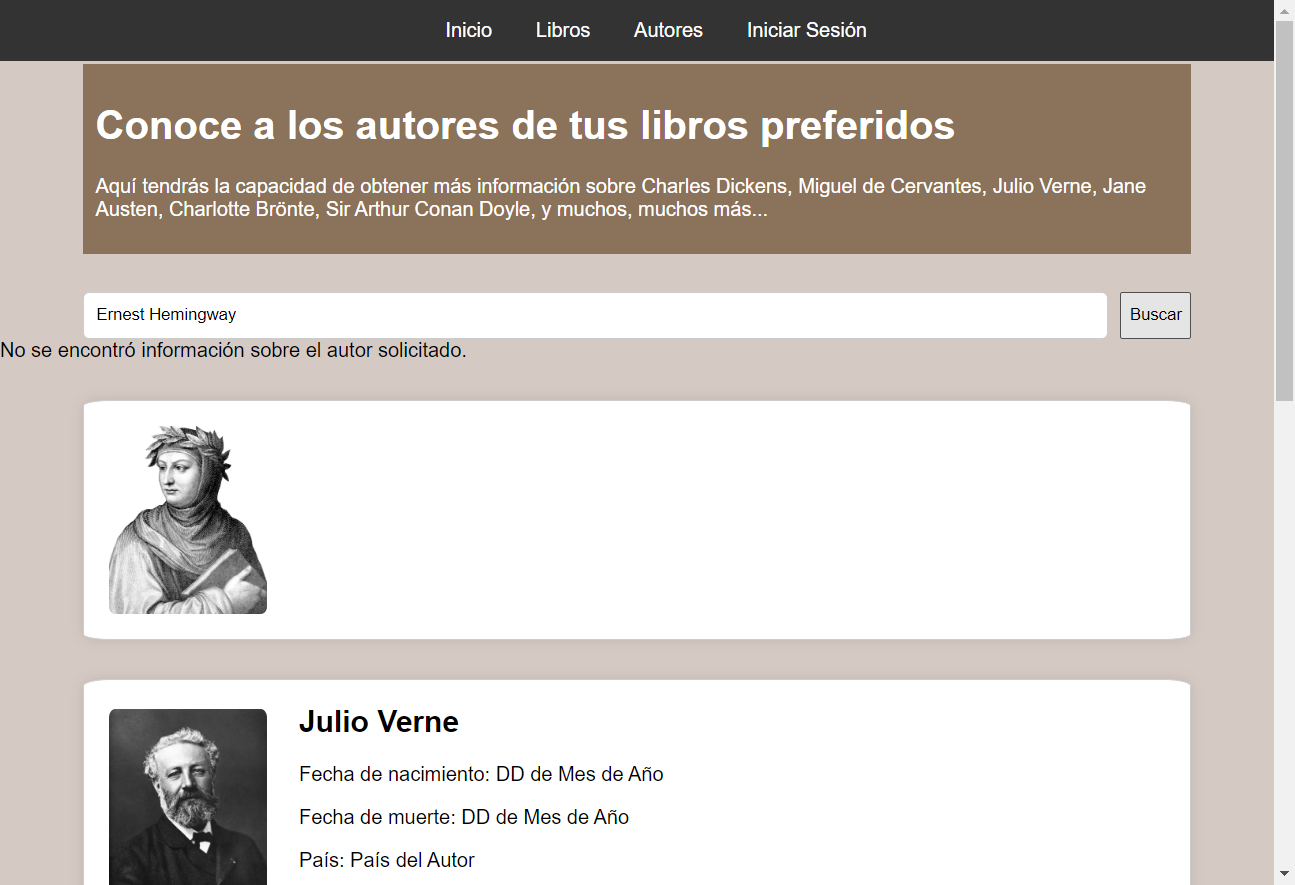 Inicio Libros Autores Iniciar Sesión
Conoce a los autores de tus libros preferidos
Aquí tendrás la capacidad de obtener más información sobre Charles Dickens, Miguel de Cervantes, Julio Verne, Jane
Austen, Charlotte Brönte, Sir Arthur Conan Doyle, y muchos, muchos más...
Ernest Hemingway Buscar
No se encontró información sobre el autor solicitado.
Julio Verne
Fecha de nacimiento: DD de Mes de Año
Fecha de muerte: DD de Mes de Año
País: País del Autor